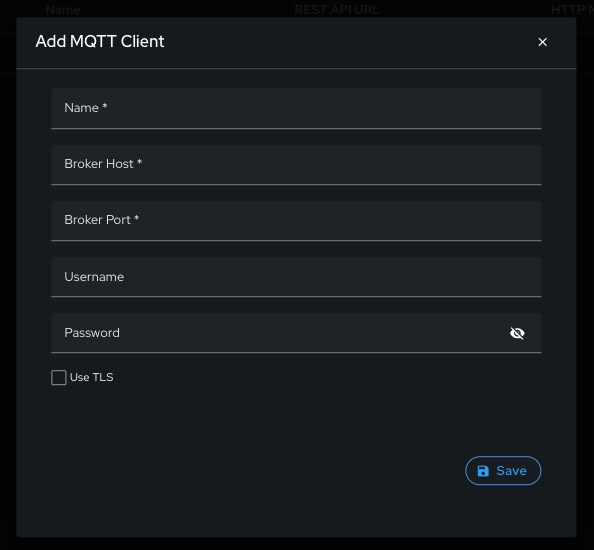 Name REST API URL HTTP
Add MQTT Client
Name *
Broker Host *
Broker Port *
Username
Password
Use TLS
Save